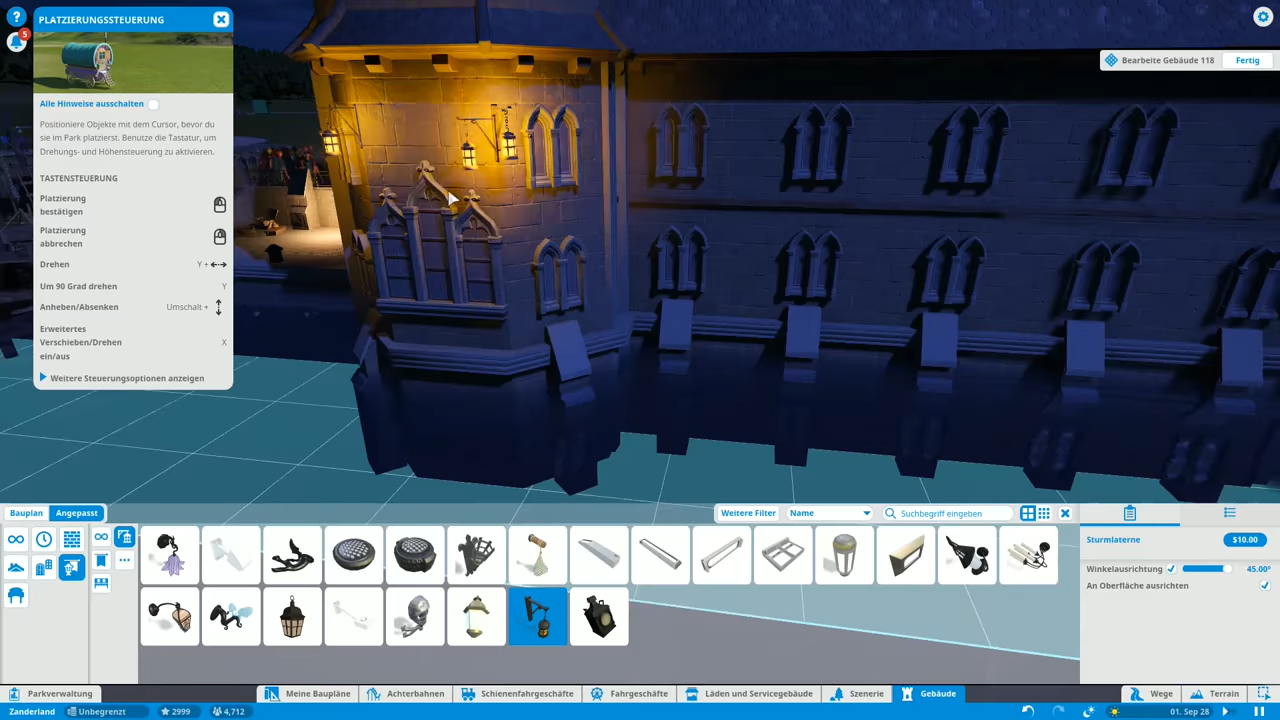 ?
5
PLATZIERUNGSSTEUERUNG
Alle Hinweise ausschalten
Positioniere Objekte mit dem Cursor, bevor du
sie im Park platzierst. Benutze die Tastatur, um
Drehungs- und Höhensteuerung zu aktivieren.
TASTENSTEUERUNG
Platzierung
bestätigen
Platzierung
abbrechen
Drehen Y +
Um 90 Grad drehen Y
Anheben/Absenken Umschalt +
Erweitertes
Verschieben/Drehen X
ein/aus
Weitere Steuerungsoptionen anzeigen
Bearbeite Gebäude 118 Fertig
Bauplan Angepasst
Weitere Filter Name Suchbegriff eingeben
Sturmlaterne $10.00
Winkelausrichtung 45.00°
An Oberfläche ausrichten
Parkverwaltung Meine Baupläne Achterbahnen Schienenfahrgeschäfte Fahrgeschäfte Läden und Servicegebäude Szenerie Gebäude Wege Terrain
Zanderland Unbegrenzt 2999 4,712 01. Sep 28